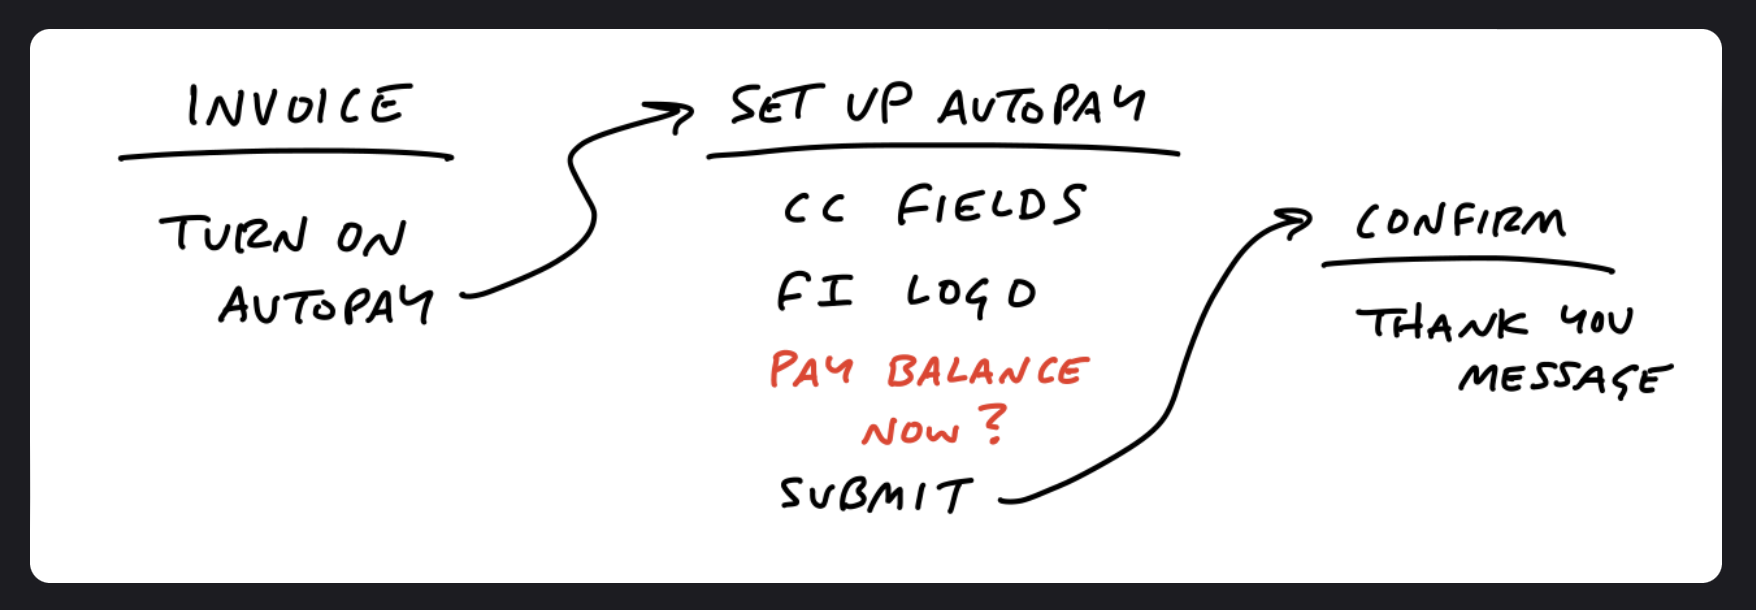 INVOICE
TURN ON
AUTOPAY
SET UP AUTOPAY
CC FIELDS
FI LOGO
PAY BALANCE
NOW?
SUBMIT
CONFIRM
THANK YOU
MESSAGE